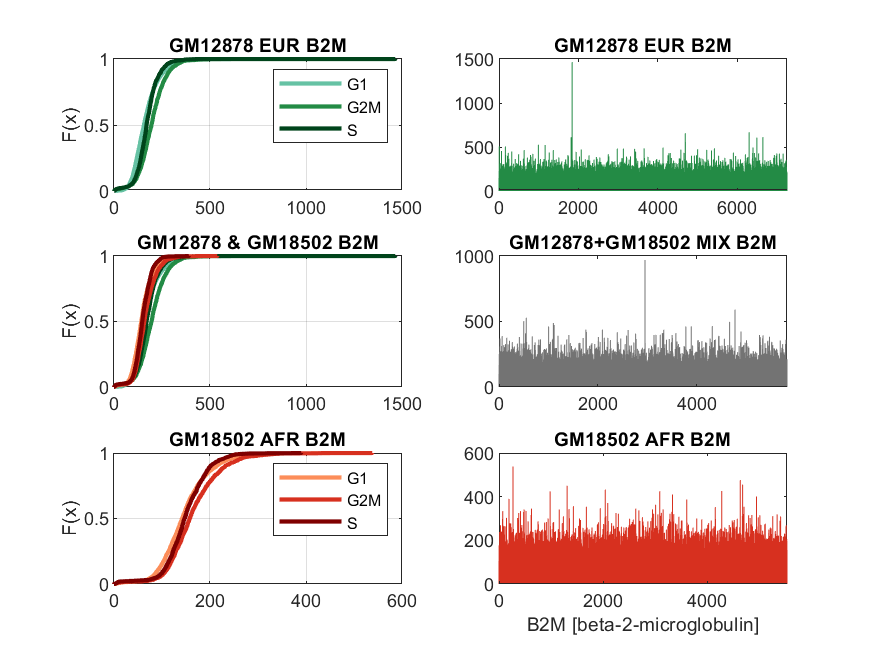 GM12878 EUR B2M
F(x)
1
0.5
0
0 500 1000 1500
G1
G2M
S
GM12878 EUR B2M
1500
1000
500
0
0 2000 4000 6000
GM12878 & GM18502 B2M
F(x)
1
0.5
0
0 500 1000 1500
GM12878+GM18502 MIX B2M
1000
500
0
0 2000 4000
GM18502 AFR B2M
F(x)
1
0.5
0
0 200 400 600
G1
G2M
S
GM18502 AFR B2M
600
400
200
0
0 2000 4000
B2M [beta-2-microglobulin]